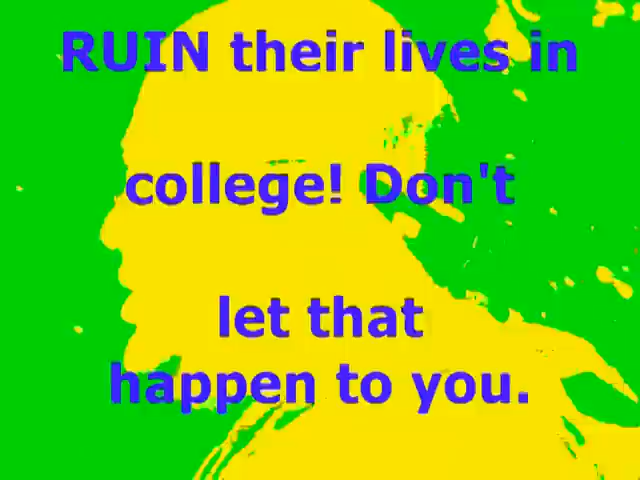 RUIN their lives in
college! Don't
let that
happen to you.